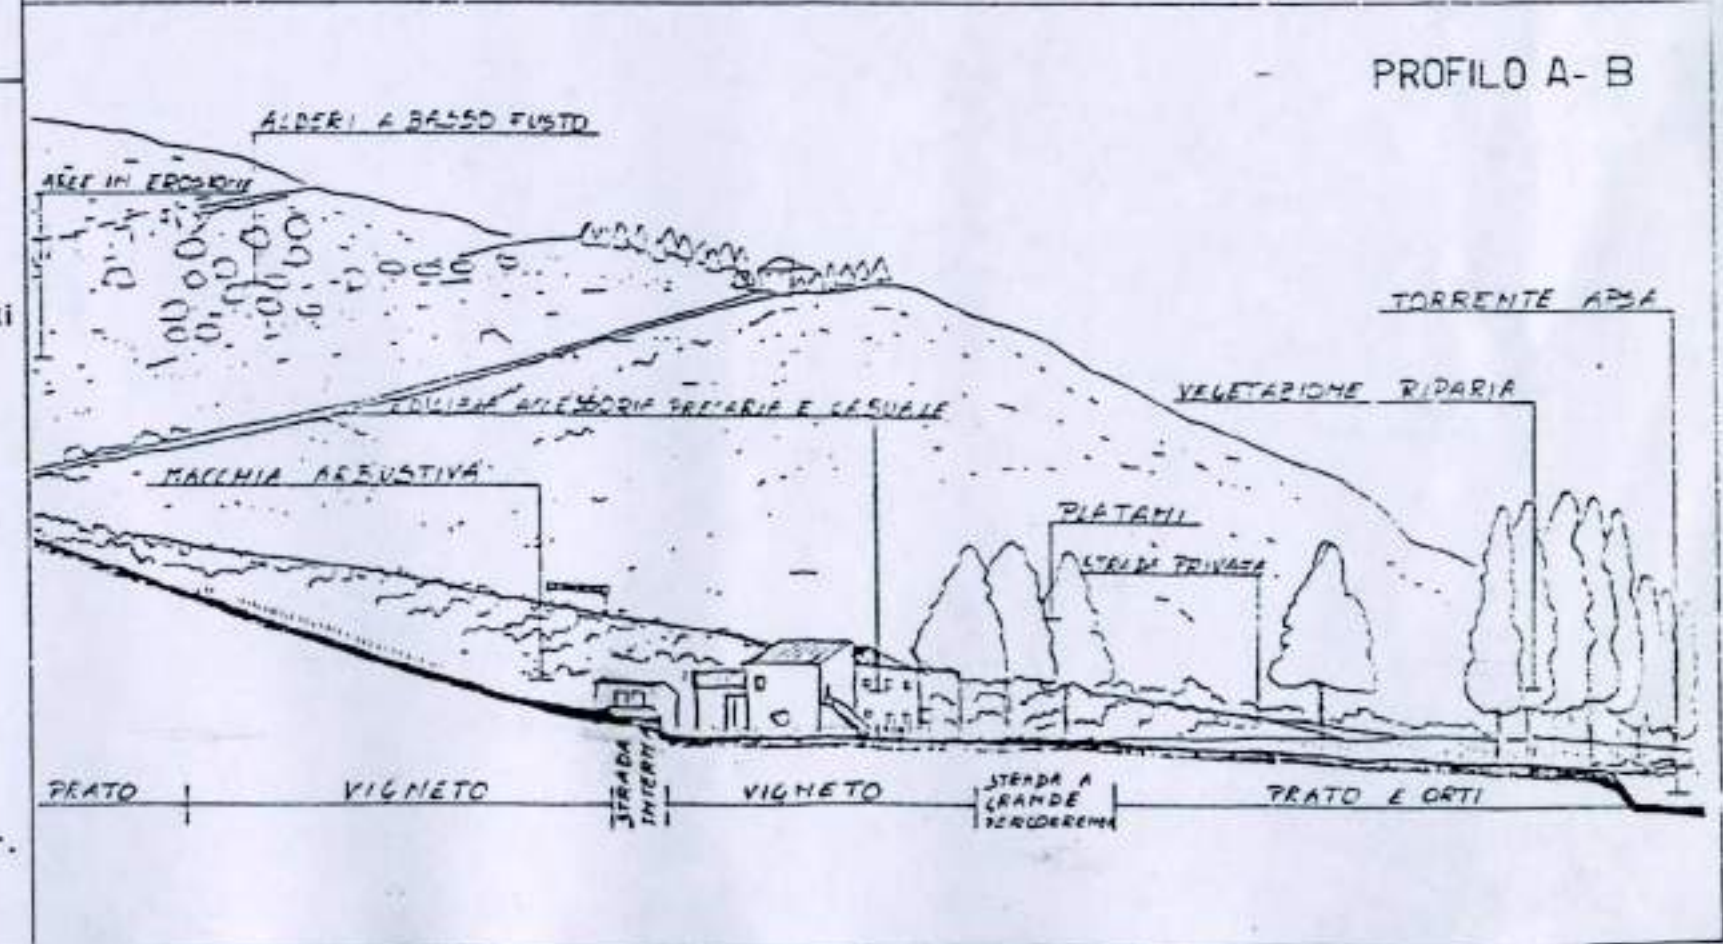 PROFILO A- B
ALBERI A BASSO FUSTO
AREE IN EROSIONE
TORRENTE APSA
VEGETAZIONE RIPARIA
EDILIZIA ACCESSORIA PRECARIA E CASUALE
MACCHIA ARBUSTIVA
PLATANI
STRADA PRIVATA
PRATO
VIGNETO
STRADA
INTERNA
VIGNETO
STRADA A
GRANDE
PERCORRENZA
PRATO E ORTI